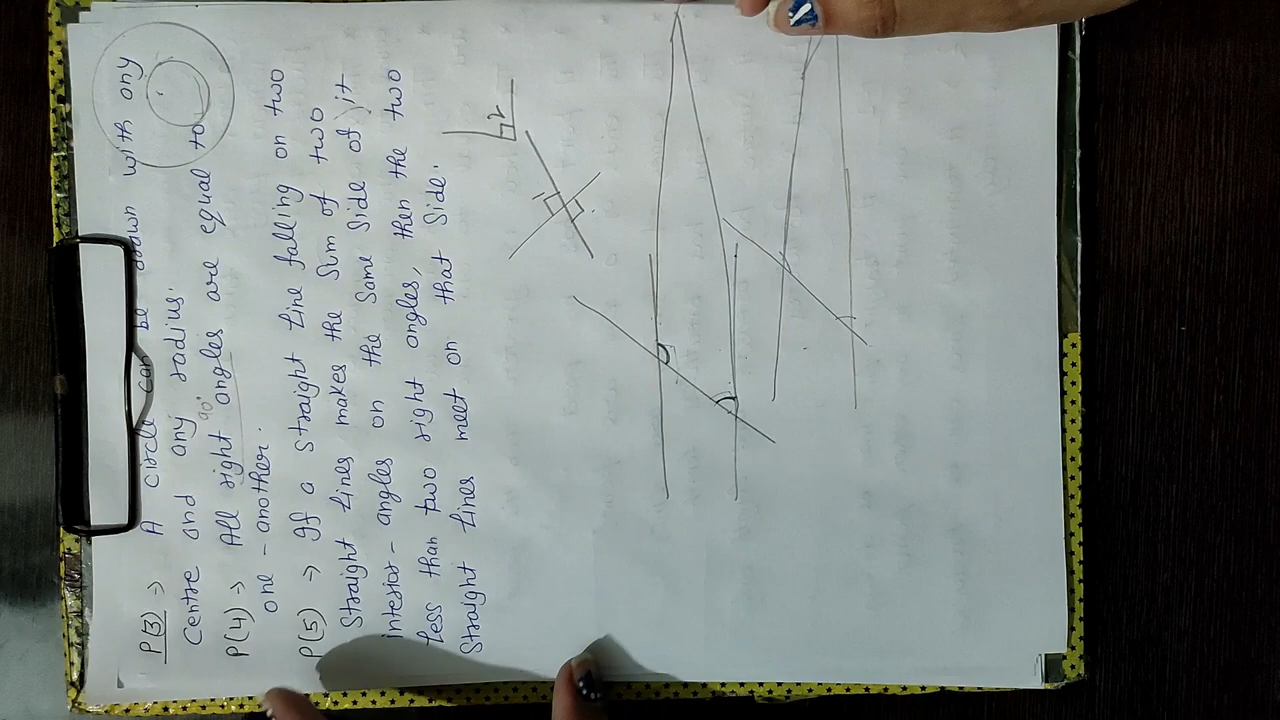 P(3) → A circle can be drawn with any
Centre and any radius.
P(4) → All right angles are equal to
90°
one-another.
P(5) → If a straight Line falling on two
Straight Lines makes the Sum of two
interior-angles on the Same Side of it
Less than two right angles, then the two
Straight Lines meet on that Side.